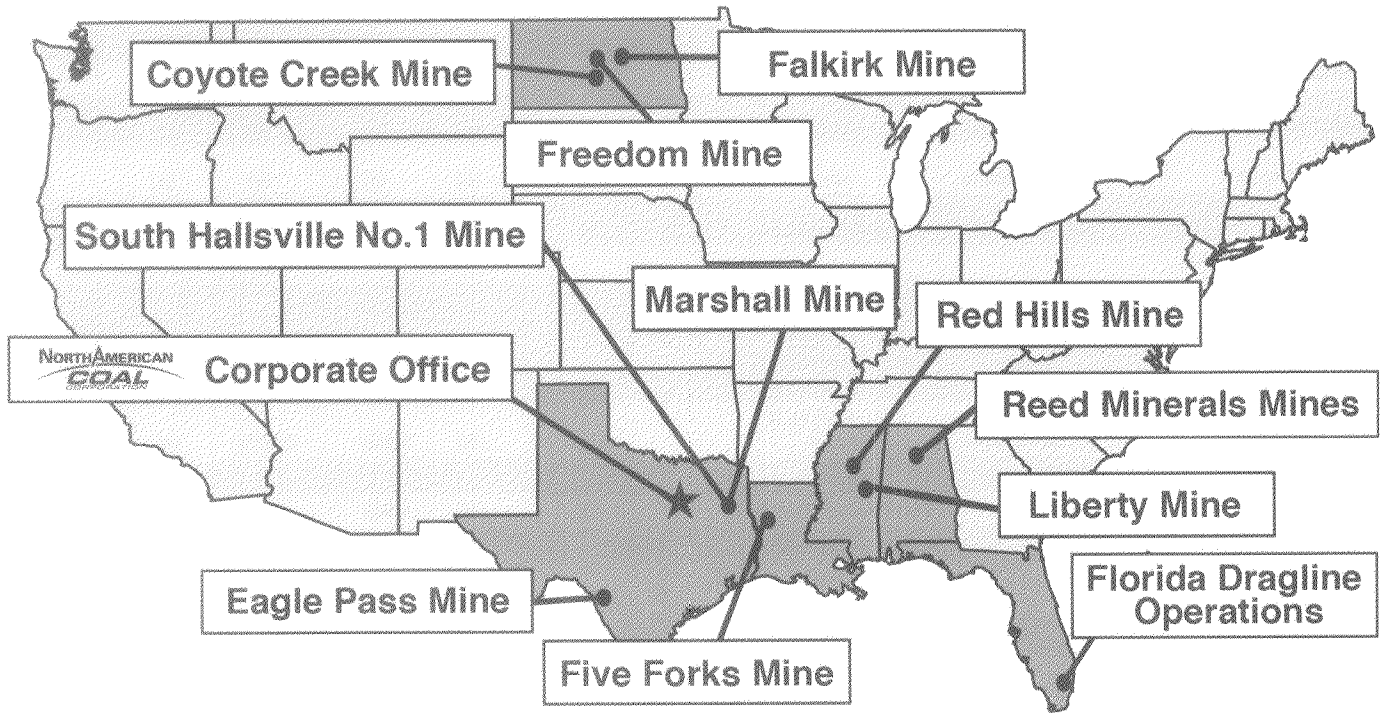 Coyote Creek Mine
Falkirk Mine
Freedom Mine
South Hallsville No.1 Mine
Marshall Mine
Red Hills Mine
NORTHAMERICAN
COAL
CORPORATION
Corporate Office
Reed Minerals Mines
Liberty Mine
Florida Dragline
Operations
Eagle Pass Mine
Five Forks Mine